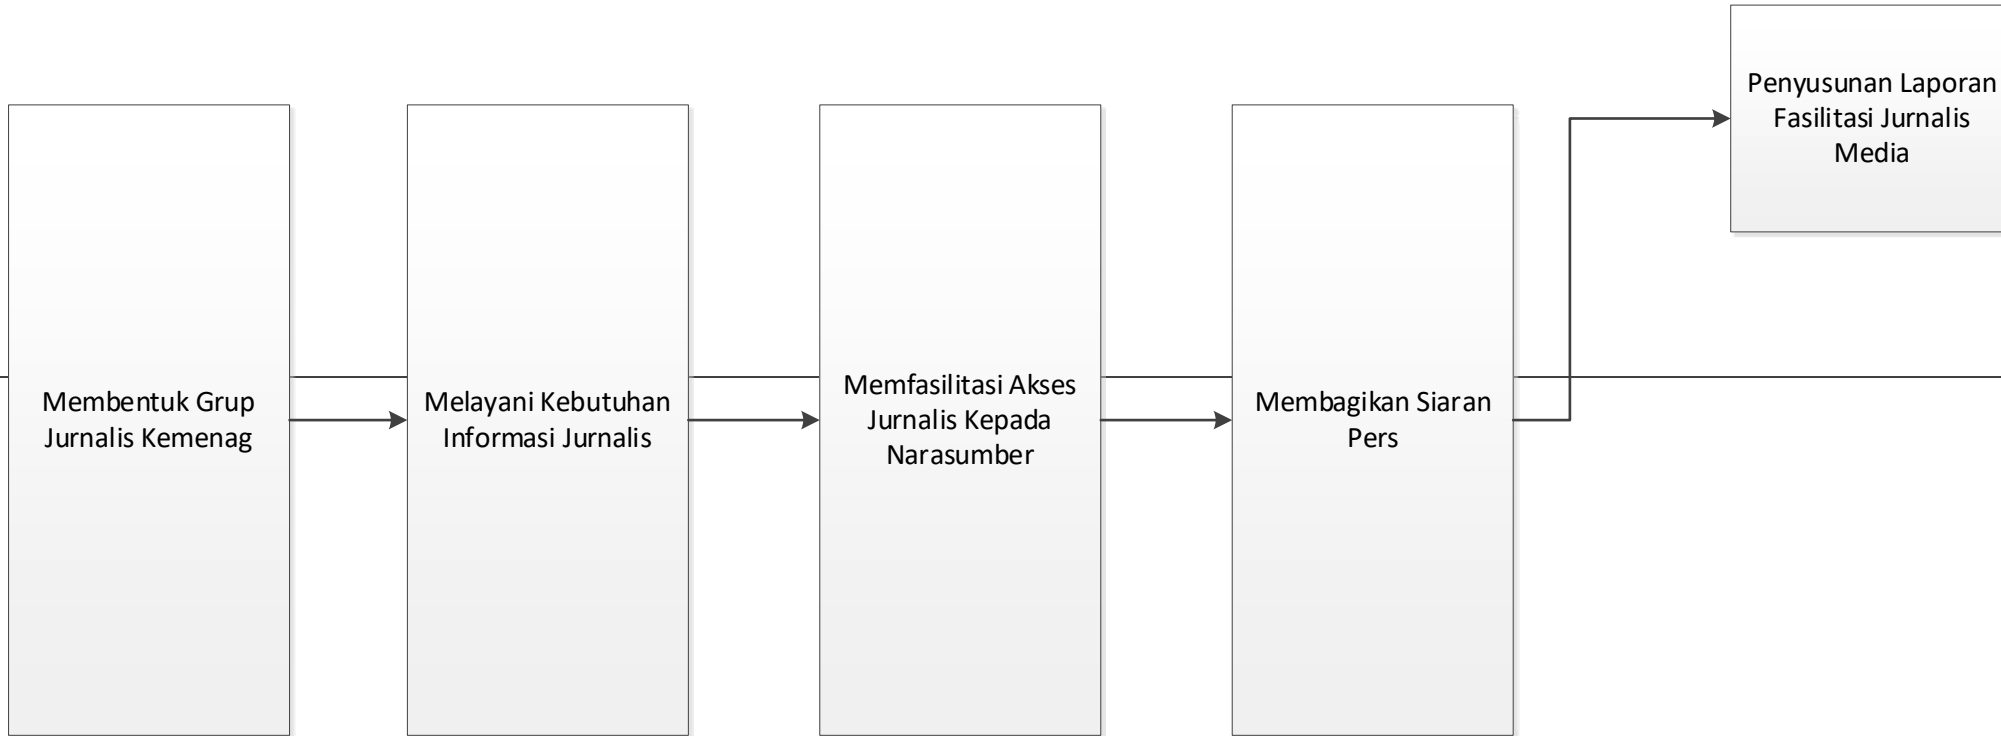 Membentuk Grup
Jurnalis Kemenag
Melayani Kebutuhan
Informasi Jurnalis
Memfasilitasi Akses
Jurnalis Kepada
Narasumber
Membagikan Siaran
Pers
Penyusunan Laporan
Fasilitasi Jurnalis
Media